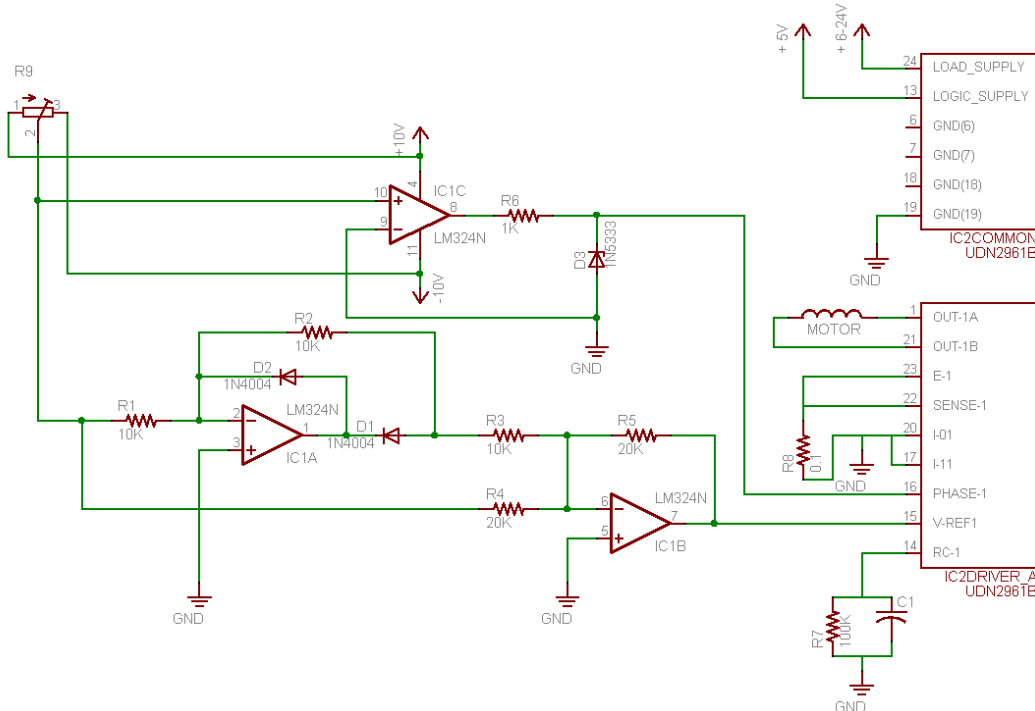 R9
1
3
2
+10V
10
9
4
11
8
IC1C
LM324N
-10V
R6
1K
D3
1N5333
GND
+ 5V
+ 6-24V
24
LOAD_SUPPLY
13
LOGIC_SUPPLY
6
GND(6)
7
GND(7)
18
GND(18)
19
GND(19)
GND
IC2COMMON
UDN2961B
R2
10K
D2
1N4004
R1
10K
2
3
1
LM324N
IC1A
D1
1N4004
GND
R3
10K
R4
20K
R5
20K
6
5
7
LM324N
IC1B
GND
MOTOR
1
OUT-1A
21
OUT-1B
23
E-1
22
SENSE-1
20
I-01
17
I-11
16
PHASE-1
15
V-REF1
14
RC-1
R8
0.1
GND
IC2DRIVER_A
UDN2961B
R7
100K
C1
GND